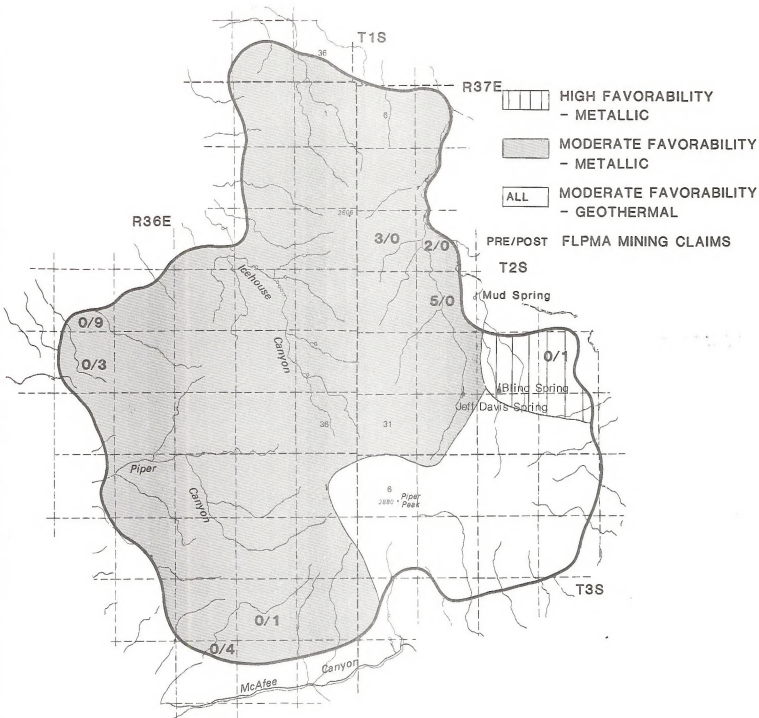 T1S
36
R37E
HIGH FAVORABILITY
- METALLIC
1
6
MODERATE FAVORABILITY
- METALLIC
ALL
MODERATE FAVORABILITY
- GEOTHERMAL
R36E
3/0
2/0
PRE/POST FLPMA MINING CLAIMS
T2S
Icehouse
5/0
Mud Spring
0/9
Canyon
0/1
0/3
Bling Spring
Jeff Davis Spring
36
31
Piper
6
Piper
Peak
Canyon
T3S
0/1
0/4
Canyon
McAfee